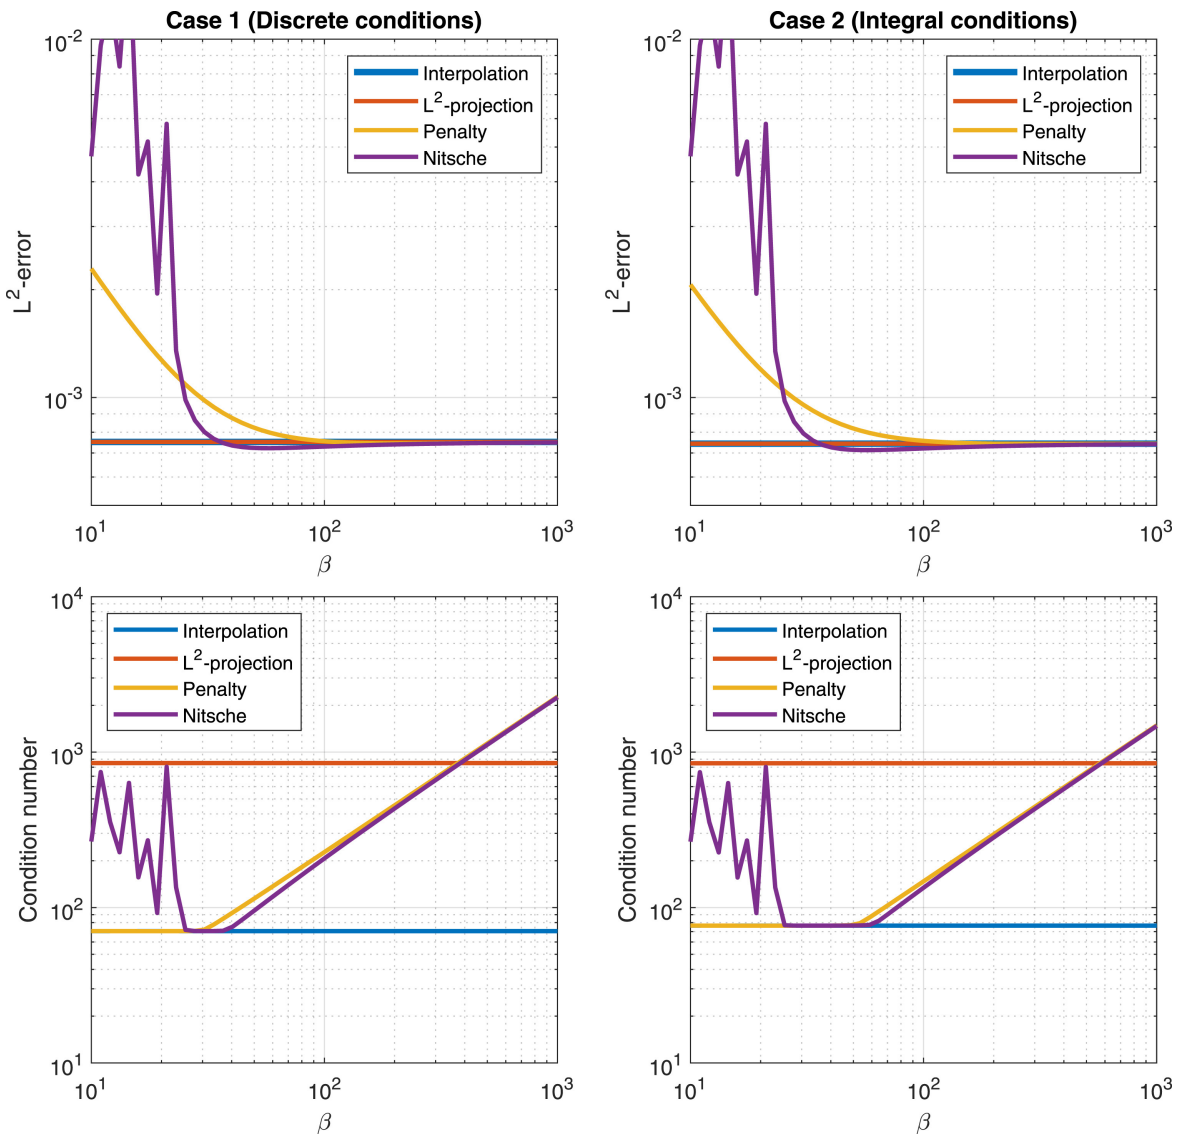 Case 1 (Discrete conditions)
10^-2
10^-3
L^2-error
Interpolation
L^2-projection
Penalty
Nitsche
10^1
10^2
10^3
β
Case 2 (Integral conditions)
10^-2
10^-3
L^2-error
Interpolation
L^2-projection
Penalty
Nitsche
10^1
10^2
10^3
β
10^4
10^3
10^2
10^1
Condition number
Interpolation
L^2-projection
Penalty
Nitsche
10^1
10^2
10^3
β
10^4
10^3
10^2
10^1
Condition number
Interpolation
L^2-projection
Penalty
Nitsche
10^1
10^2
10^3
β